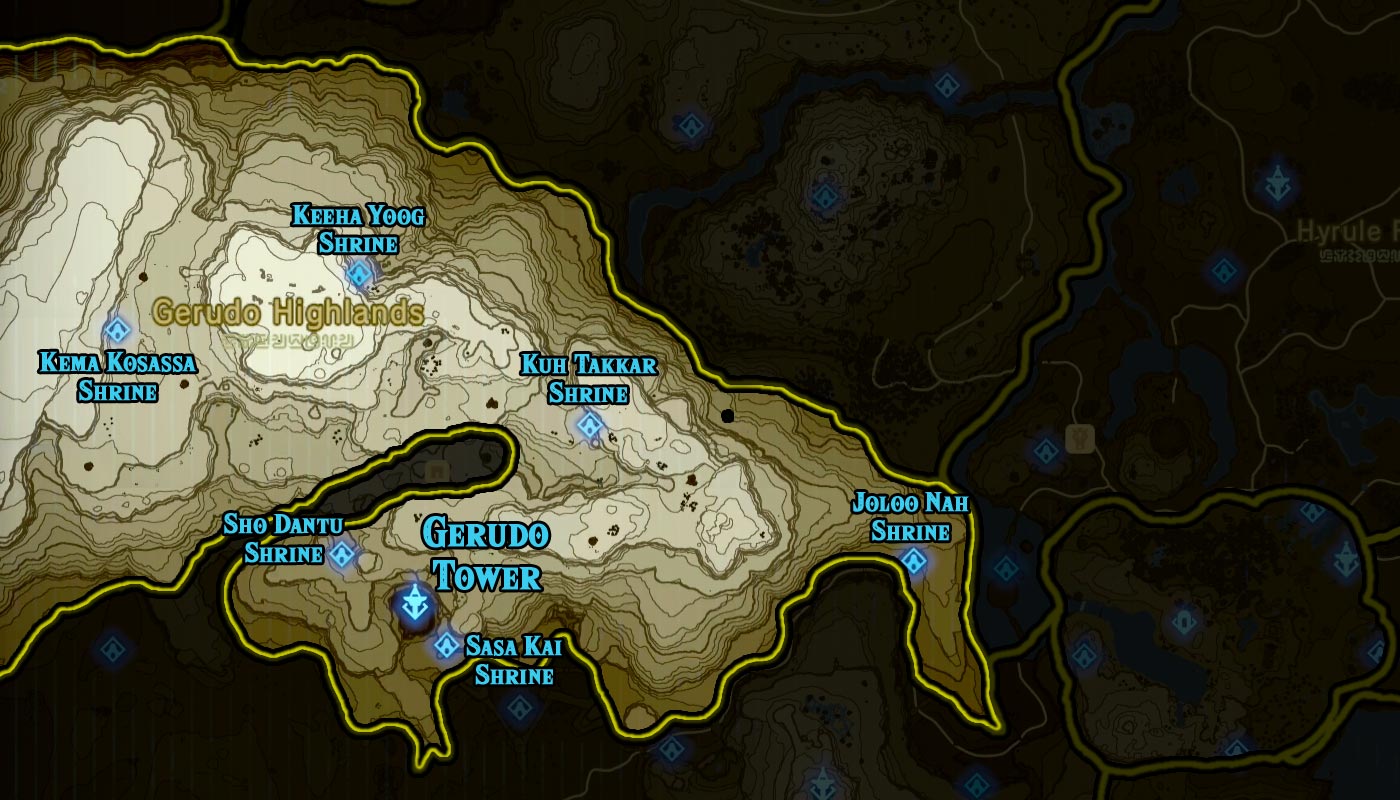 Keeha Yoog
Shrine
Gerudo Highlands
Kema Kosassa
Shrine
Kuh Takkar
Shrine
Joloo Nah
Shrine
Sho Dantu
Shrine
Gerudo
Tower
Sasa Kai
Shrine
Hyrule